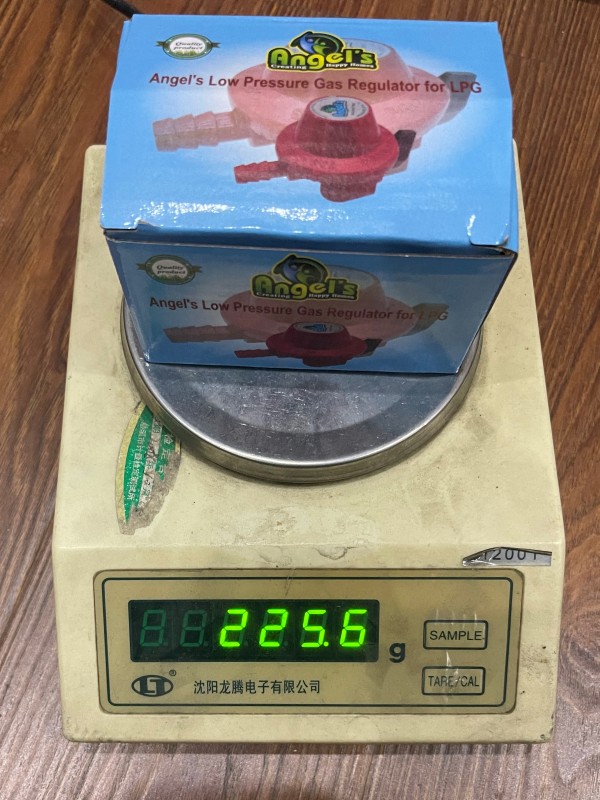 Quality
product
Angel's
Creating Happy Homes
Angel's Low Pressure Gas Regulator for LPG
Quality
product
Angel's
Creating Happy Homes
Angel's Low Pressure Gas Regulator for LPG
225.6
g
SAMPLE
TARE/CAL
LT®
沈阳龙腾电子有限公司